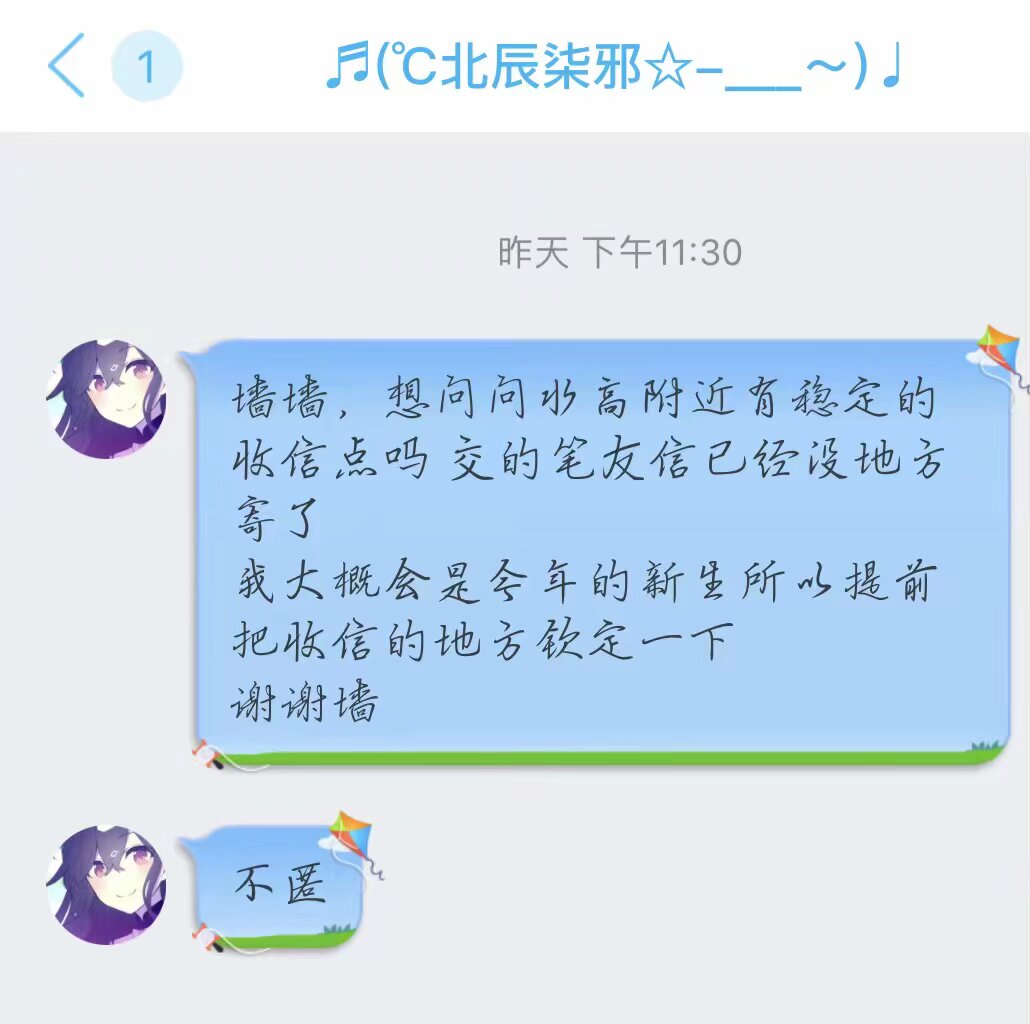 1
♬(℃北辰柒邪☆–___～)♩
昨天 下午11:30
墙墙，想问问水高附近有稳定的
收信点吗 交的笔友信已经没地方
寄了
我大概会是今年的新生所以提前
把收信的地方钦定一下
谢谢墙
不匿